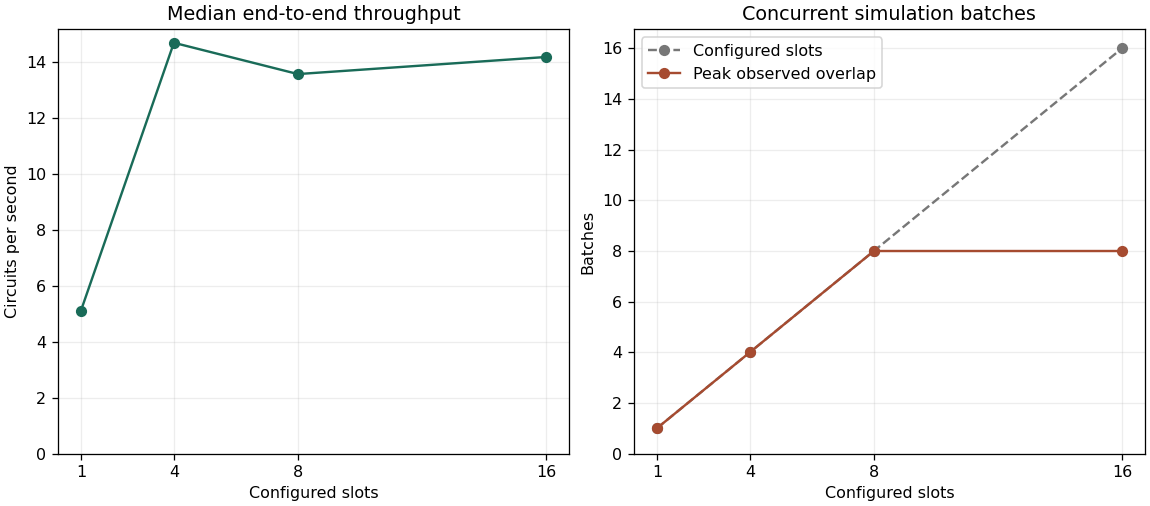 Median end-to-end throughput
Circuits per second
14
12
10
8
6
4
2
0
1 4 8 16
Configured slots
Concurrent simulation batches
Configured slots
Peak observed overlap
Batches
16
14
12
10
8
6
4
2
0
1 4 8 16
Configured slots